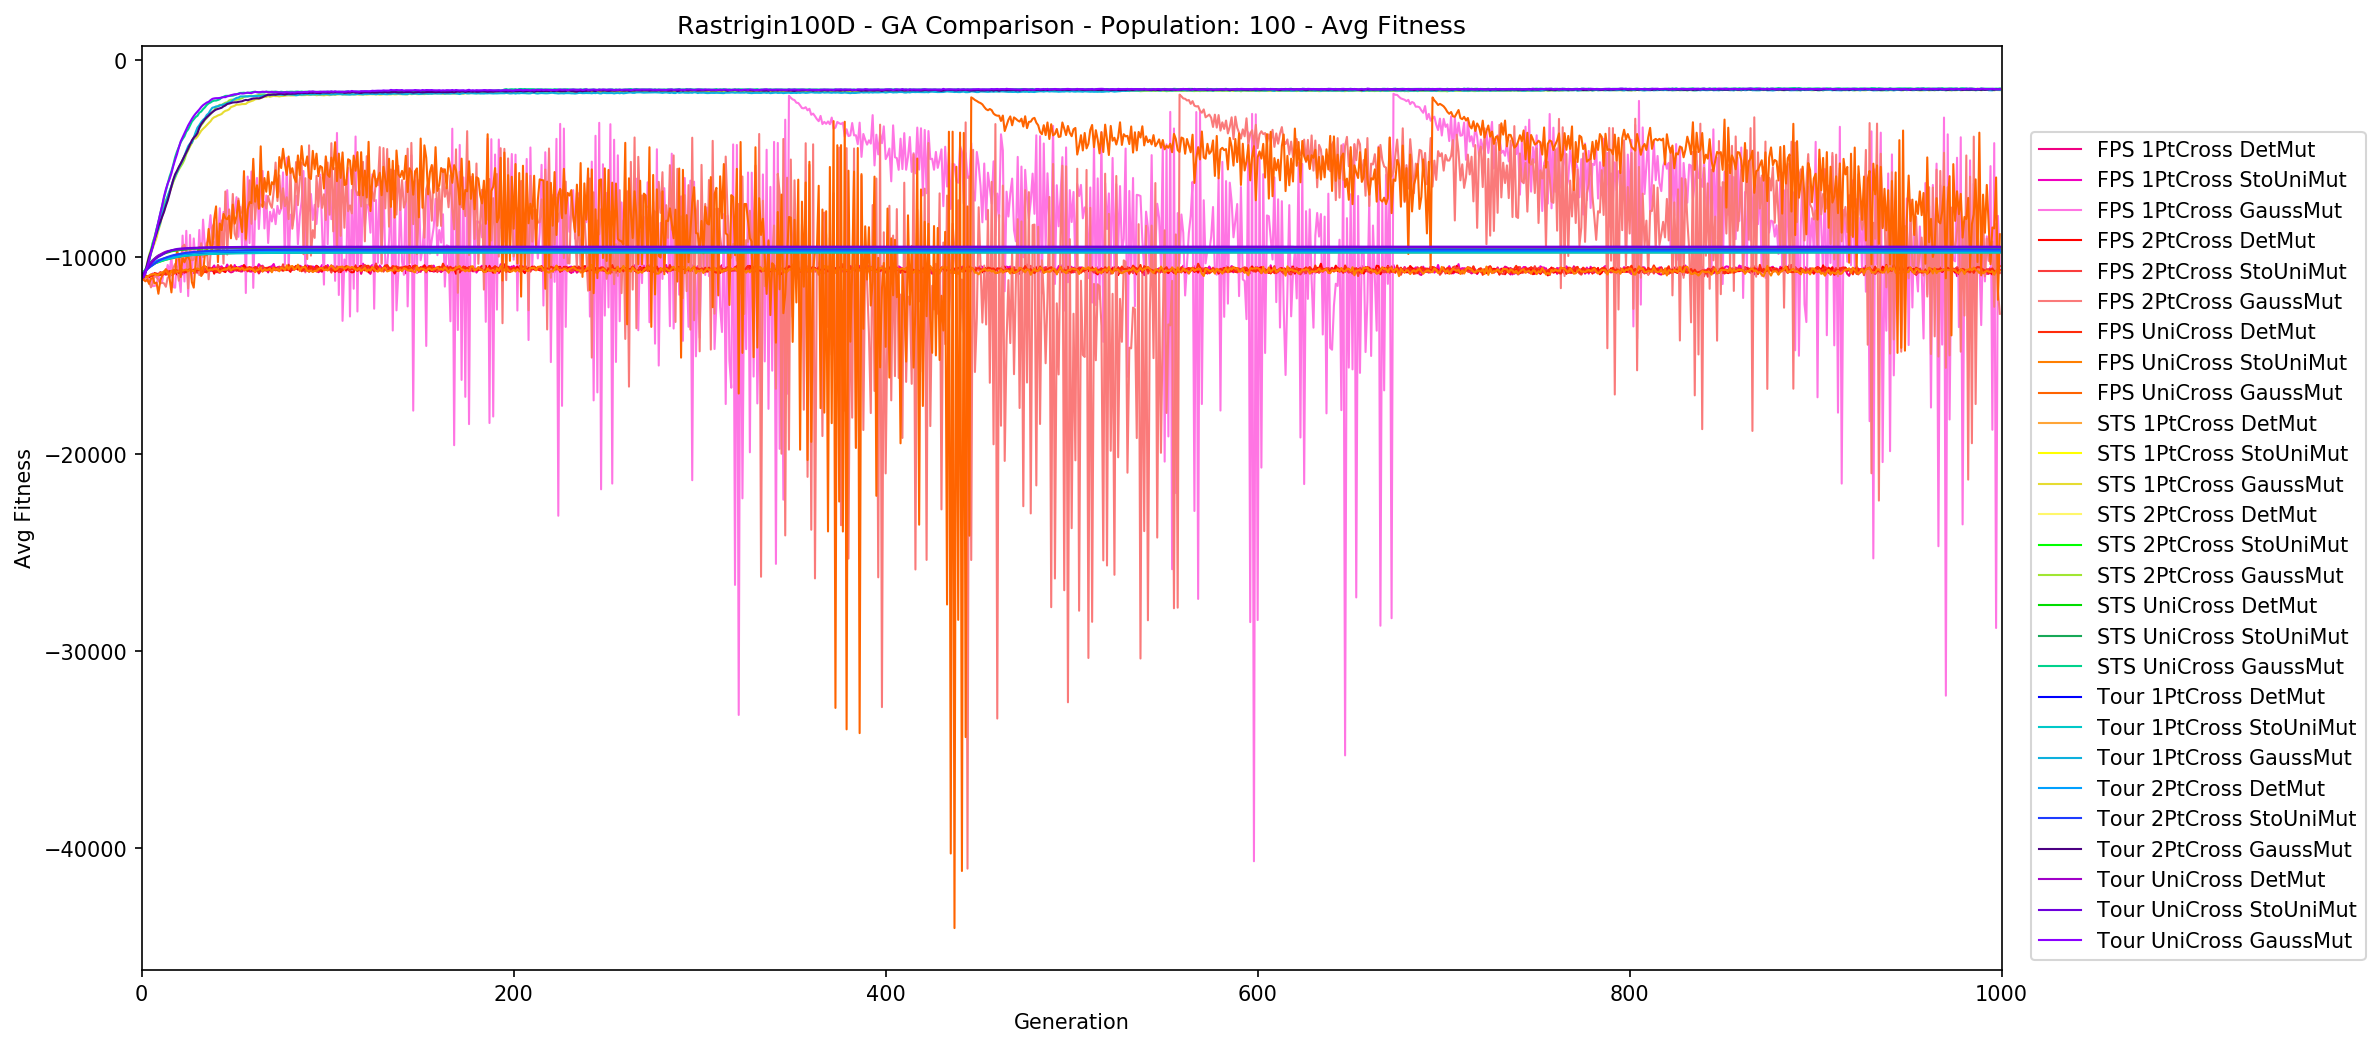 Rastrigin100D - GA Comparison - Population: 100 - Avg Fitness
0
−10000
−20000
−30000
−40000
Avg Fitness
0
200
400
600
800
1000
Generation
FPS 1PtCross DetMut
FPS 1PtCross StoUniMut
FPS 1PtCross GaussMut
FPS 2PtCross DetMut
FPS 2PtCross StoUniMut
FPS 2PtCross GaussMut
FPS UniCross DetMut
FPS UniCross StoUniMut
FPS UniCross GaussMut
STS 1PtCross DetMut
STS 1PtCross StoUniMut
STS 1PtCross GaussMut
STS 2PtCross DetMut
STS 2PtCross StoUniMut
STS 2PtCross GaussMut
STS UniCross DetMut
STS UniCross StoUniMut
STS UniCross GaussMut
Tour 1PtCross DetMut
Tour 1PtCross StoUniMut
Tour 1PtCross GaussMut
Tour 2PtCross DetMut
Tour 2PtCross StoUniMut
Tour 2PtCross GaussMut
Tour UniCross DetMut
Tour UniCross StoUniMut
Tour UniCross GaussMut